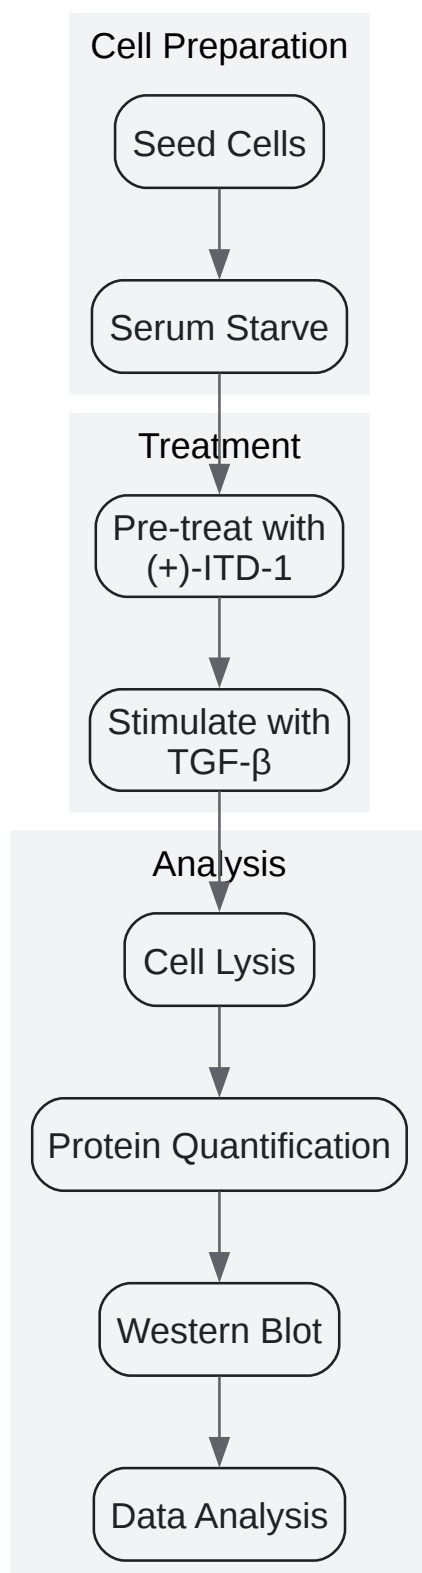 Cell Preparation
Seed Cells
Serum Starve
Treatment
Pre-treat with
(+)-ITD-1
Stimulate with
TGF-β
Analysis
Cell Lysis
Protein Quantification
Western Blot
Data Analysis